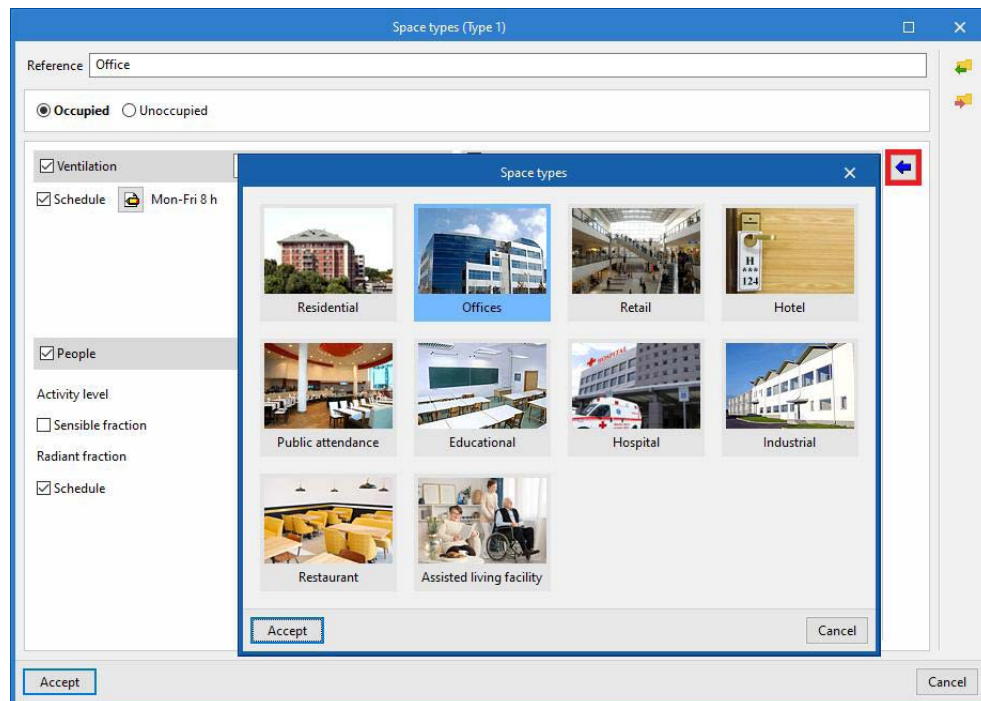 Space types (Type 1)
Reference Office
Occupied Unoccupied
Ventilation
Schedule Mon-Fri 8 h
People
Activity level
Sensible fraction
Radiant fraction
Schedule
Space types
Residential
Offices
Retail
H
124
Hotel
Public attendance
Educational
HOSPITAL
Hospital
Industrial
Restaurant
Assisted living facility
Accept Cancel
Accept Cancel